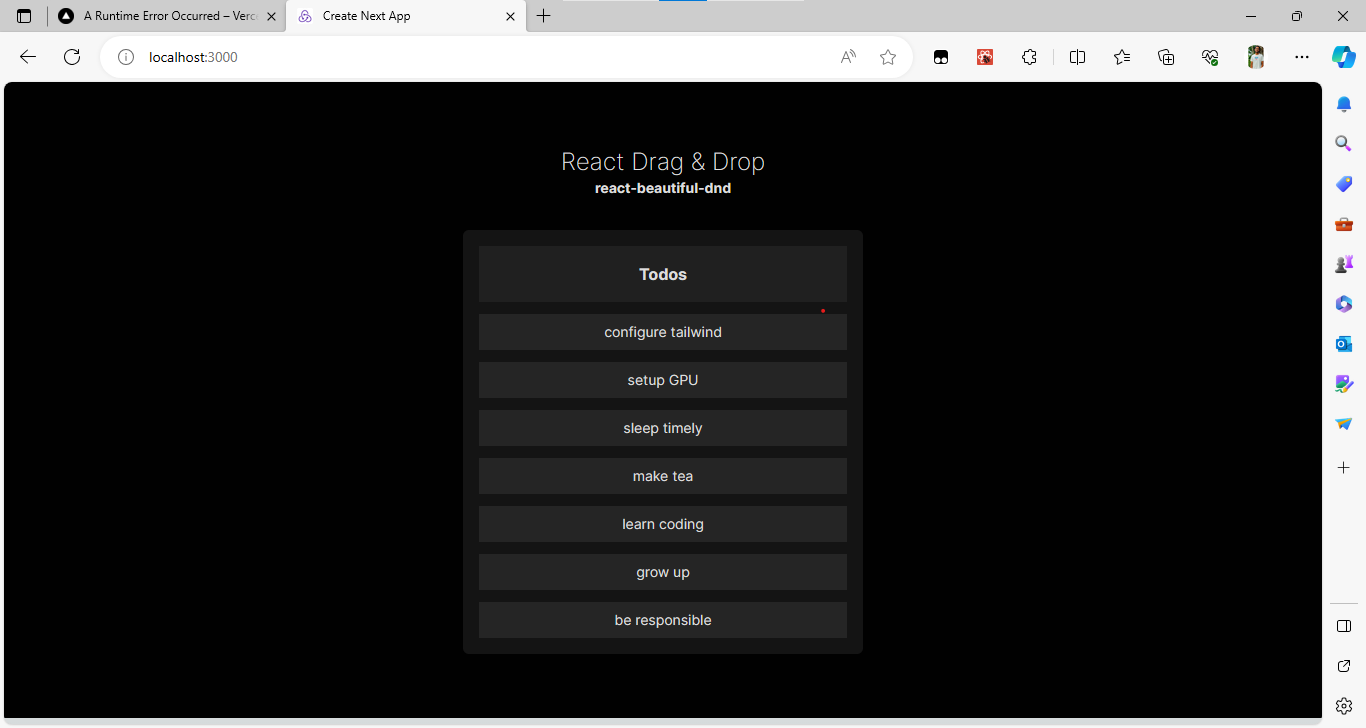 A Runtime Error Occurred – Verc
Create Next App
localhost:3000
React Drag & Drop
react-beautiful-dnd
Todos
configure tailwind
setup GPU
sleep timely
make tea
learn coding
grow up
be responsible